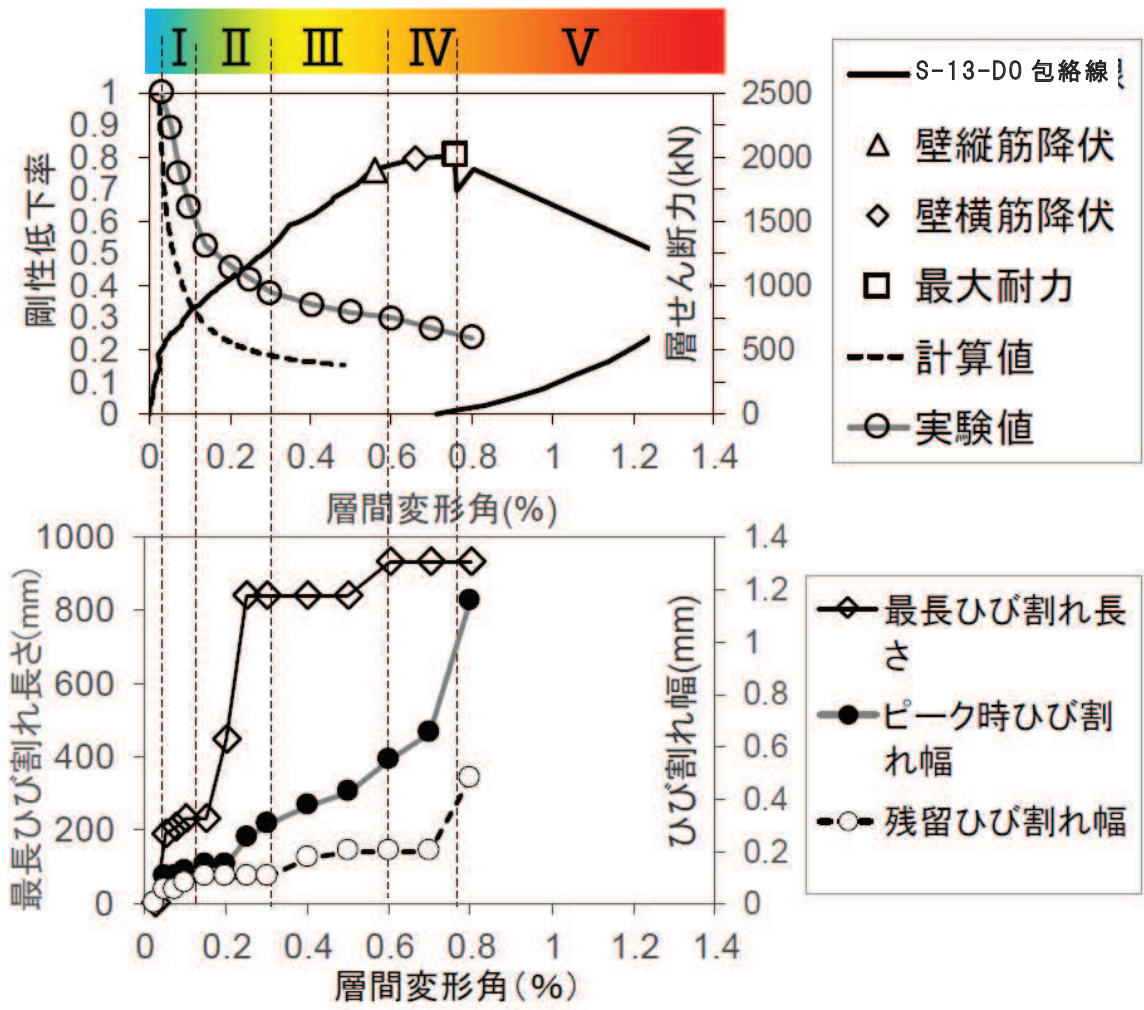 Ⅰ Ⅱ Ⅲ Ⅳ Ⅴ
剛性低下率
1
0.9
0.8
0.7
0.6
0.5
0.4
0.3
0.2
0.1
0
層せん断力(kN)
2500
2000
1500
1000
500
0
0 0.2 0.4 0.6 0.8 1 1.2 1.4
層間変形角(%)
S-13-D0 包絡線
壁縦筋降伏
壁横筋降伏
最大耐力
計算値
実験値
最長ひび割れ長さ(mm)
1000
800
600
400
200
0
ひび割れ幅(mm)
1.4
1.2
1
0.8
0.6
0.4
0.2
0
0 0.2 0.4 0.6 0.8 1 1.2 1.4
層間変形角(%)
最長ひび割れ長
さ
ピーク時ひび割
れ幅
残留ひび割れ幅